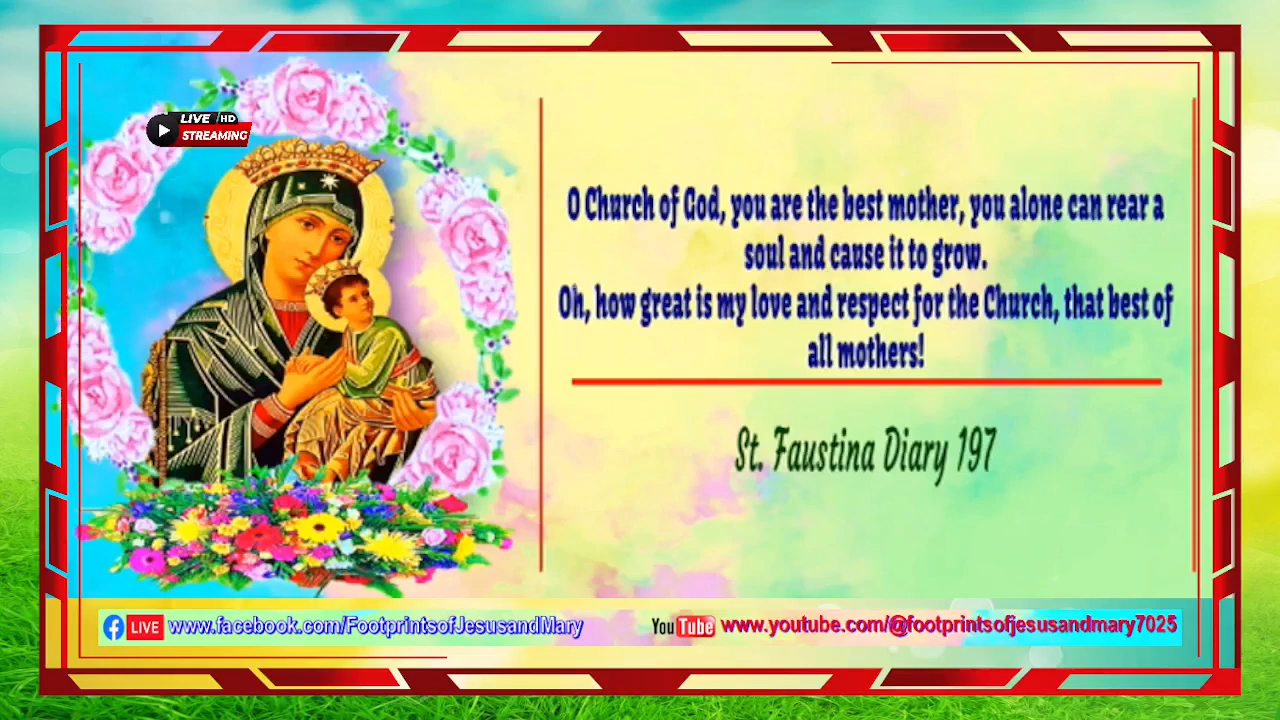 LIVE HD
STREAMING
O Church of God, you are the best mother, you alone can rear a
soul and cause it to grow.
Oh, how great is my love and respect for the Church, that best of
all mothers!
St. Faustina Diary 197
LIVE www.facebook.com/FootprintsofJesusandMary
YouTube www.youtube.com/@footprintsofjesusandmary7025